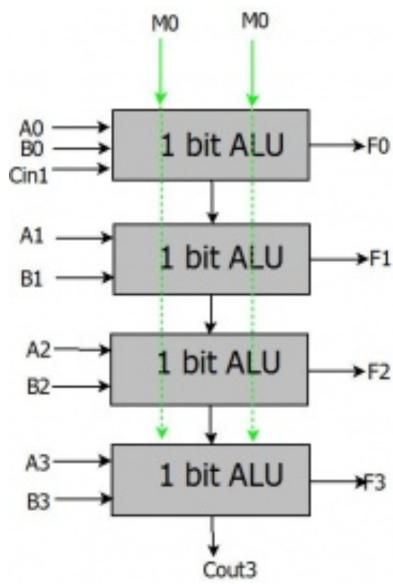 M0 M0
A0
B0
Cin1
1 bit ALU
F0
A1
B1
1 bit ALU
F1
A2
B2
1 bit ALU
F2
A3
B3
1 bit ALU
F3
Cout3